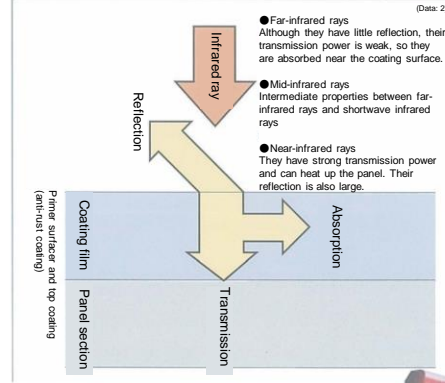 (Data: 2
●Far-infrared rays
Although they have little reflection, their
transmission power is weak, so they
are absorbed near the coating surface.
●Mid-infrared rays
Intermediate properties between far-
infrared rays and shortwave infrared
rays
●Near-infrared rays
They have strong transmission power
and can heat up the panel. Their
reflection is also large.
Infrared ray
Reflection
Absorption
Transmission
Coating film
Panel section
Primer surfacer and top coating
(anti-rust coating)